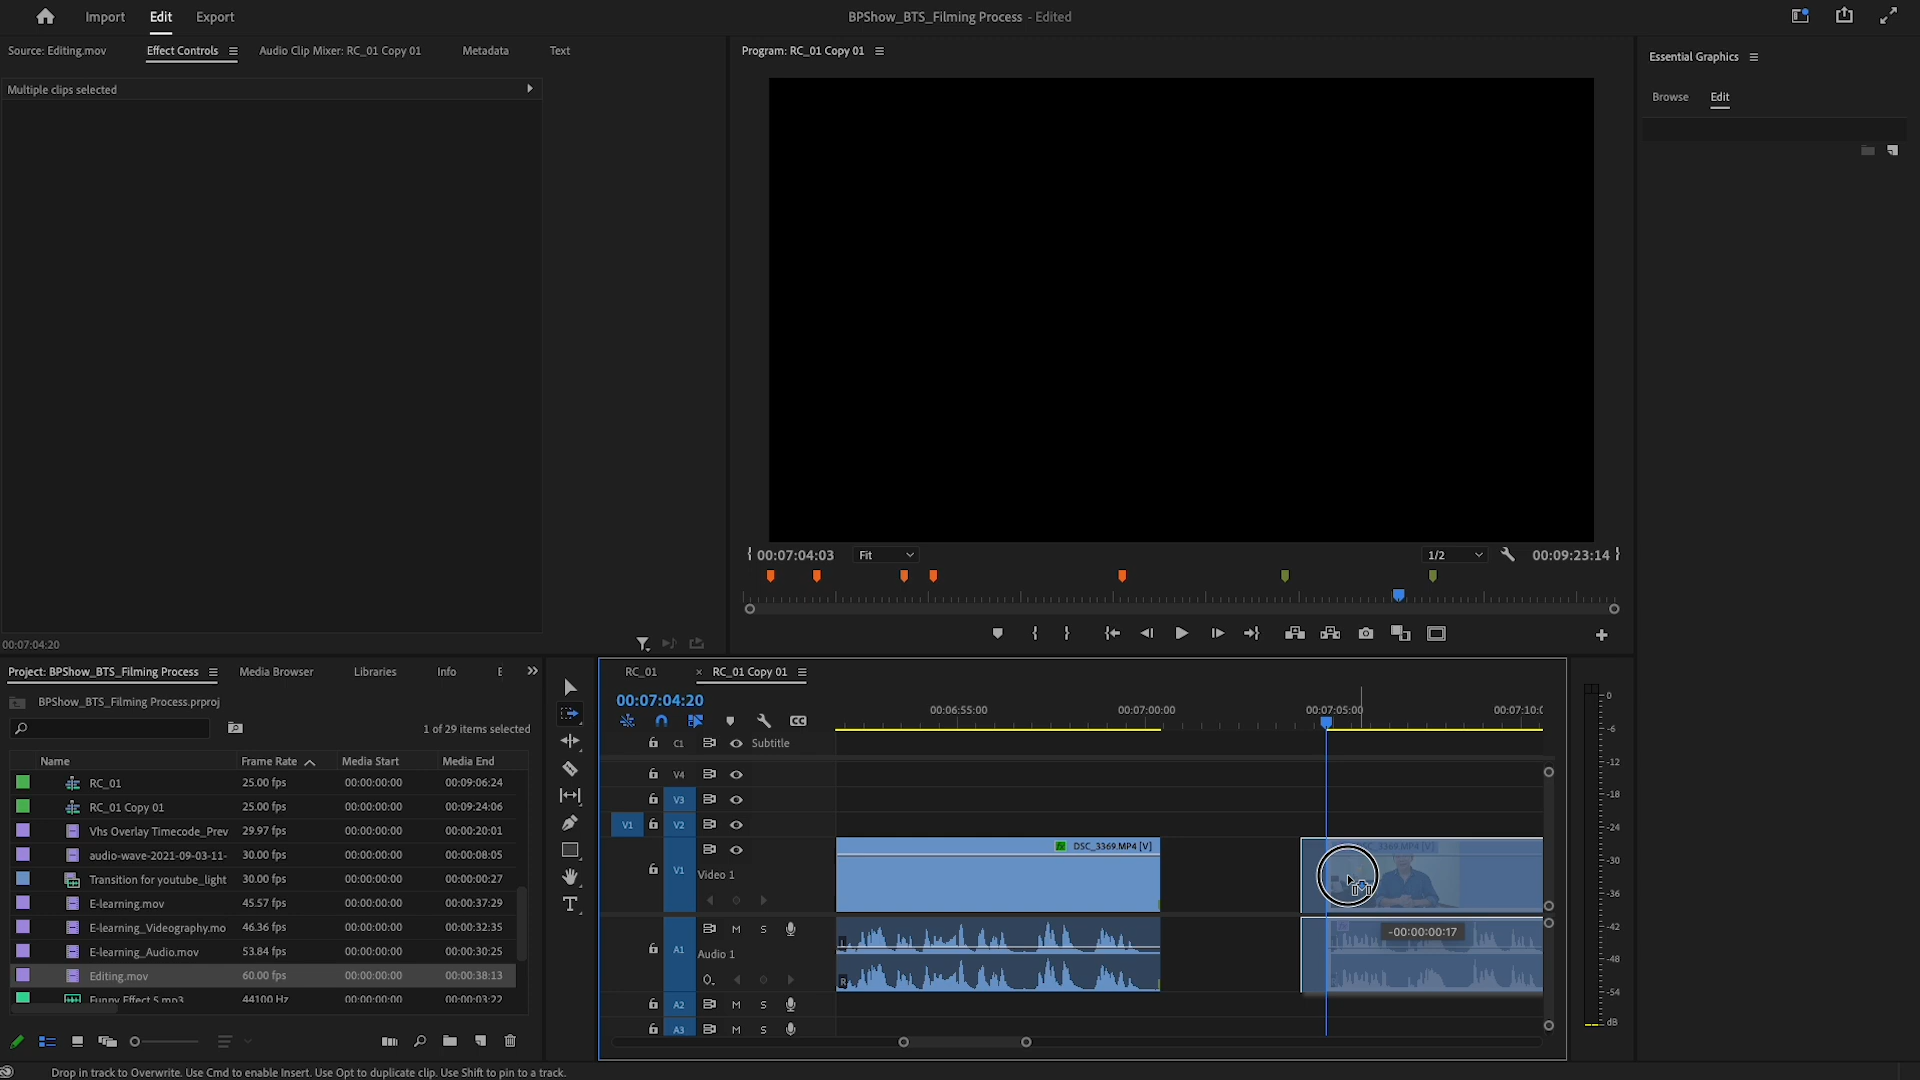 Import Edit Export
BPShow_BTS_Filming Process - Edited
Source: Editing.mov Effect Controls Audio Clip Mixer: RC_01 Copy 01 Metadata Text
Program: RC_01 Copy 01
Essential Graphics
Multiple clips selected
Browse Edit
00:07:04:03 Fit 1/2 00:09:23:14
00:07:04:20
Project: BPShow_BTS_Filming Process Media Browser Libraries Info E
BPShow_BTS_Filming Process.prproj
1 of 29 items selected
Name Frame Rate Media Start Media End
RC_01 25.00 fps 00:00:00:00 00:09:06:24
RC_01 Copy 01 25.00 fps 00:00:00:00 00:09:24:06
Vhs Overlay Timecode_Prev 29.97 fps 00:00:00:00 00:00:20:01
audio-wave-2021-09-03-11- 30.00 fps 00:00:00:00 00:00:08:05
Transition for youtube_light 30.00 fps 00:00:00:00 00:00:00:27
E-learning.mov 45.57 fps 00:00:00:00 00:00:37:29
E-learning_Videography.mo 46.36 fps 00:00:00:00 00:00:32:35
E-learning_Audio.mov 53.84 fps 00:00:00:00 00:00:30:25
Editing.mov 60.00 fps 00:00:00:00 00:00:38:13
Funny Effect 5.mp3 44100 Hz 00:00:00:00 00:00:03:22
RC_01 × RC_01 Copy 01
00:07:04:20
00:06:55:00 00:07:00:00 00:07:05:00 00:07:10:0
CC
C1 Subtitle
V4
V3
V1 V2
V1 Video 1
DSC_3369.MP4 [V]
SC_3369.MP4 [V]
A1 M S
Audio 1
L
R
-00:00:00:17
A2 M S
A3 M S
-0
-6
-12
-18
-24
-30
-36
-42
-48
-54
dB
Drop in track to Overwrite. Use Cmd to enable Insert. Use Opt to duplicate clip. Use Shift to pin to a track.